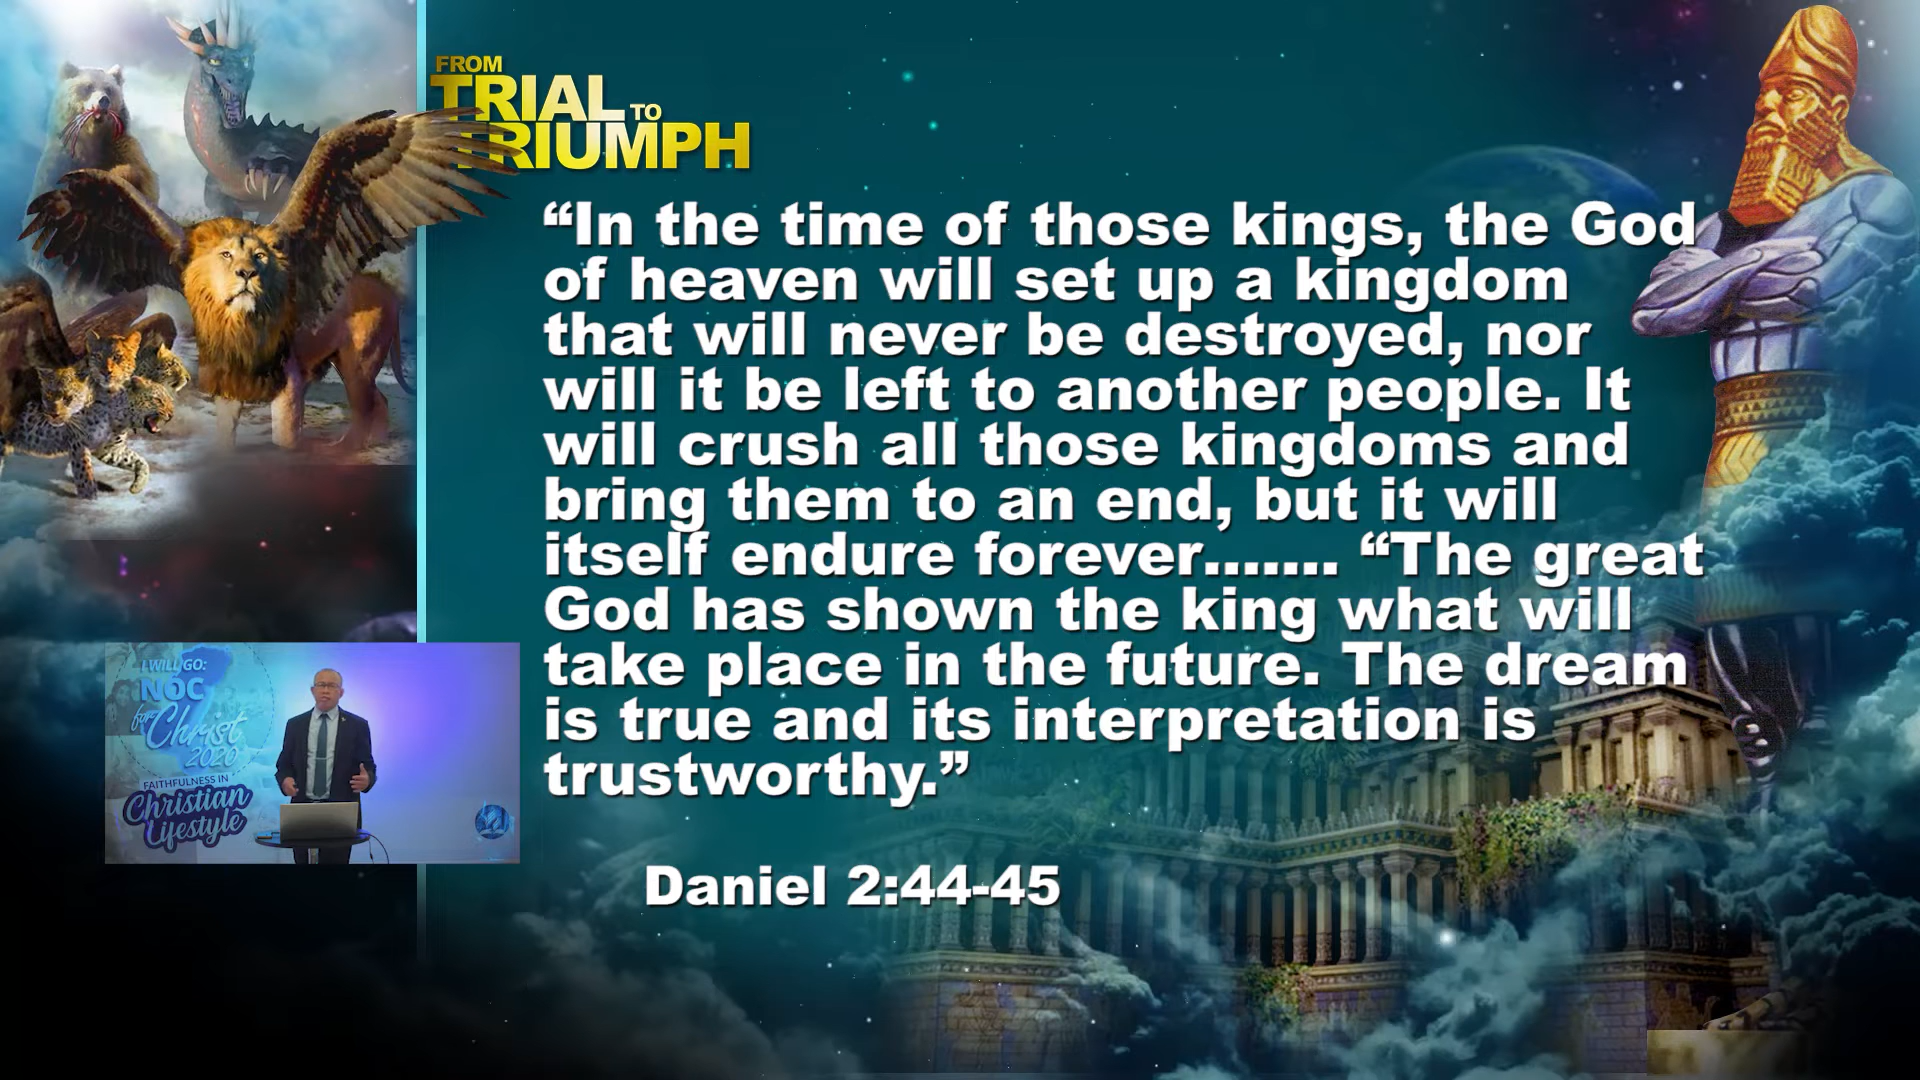 FROM
TRIAL TO
TRIUMPH
“In the time of those kings, the God
of heaven will set up a kingdom
that will never be destroyed, nor
will it be left to another people. It
will crush all those kingdoms and
bring them to an end, but it will
itself endure forever....... “The great
God has shown the king what will
take place in the future. The dream
is true and its interpretation is
trustworthy.”
Daniel 2:44-45
I WILL GO:
NOC
for Christ
2020
FAITHFULNESS IN
Christian
Lifestyle